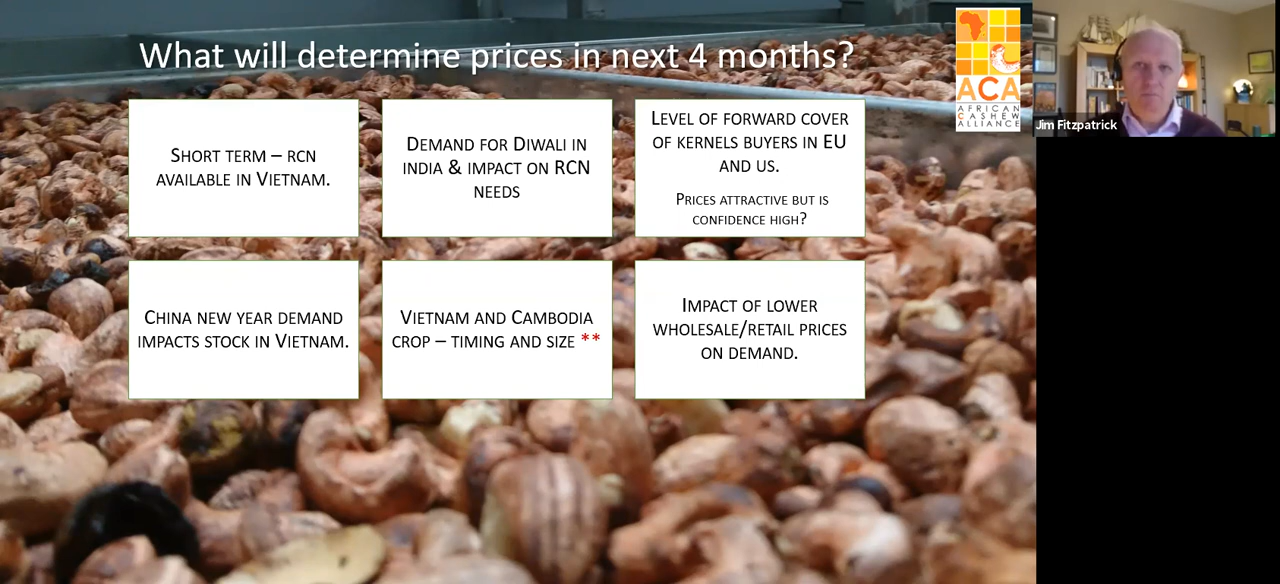 What will determine prices in next 4 months?
SHORT TERM – RCN
AVAILABLE IN VIETNAM.
DEMAND FOR DIWALI IN
INDIA & IMPACT ON RCN
NEEDS
LEVEL OF FORWARD COVER
OF KERNELS BUYERS IN EU
AND US.
PRICES ATTRACTIVE BUT IS
CONFIDENCE HIGH?
CHINA NEW YEAR DEMAND
IMPACTS STOCK IN VIETNAM.
VIETNAM AND CAMBODIA
CROP – TIMING AND SIZE **
IMPACT OF LOWER
WHOLESALE/RETAIL PRICES
ON DEMAND.
ACA
AFRICAN
CASHEW
ALLIANCE
Jim Fitzpatrick